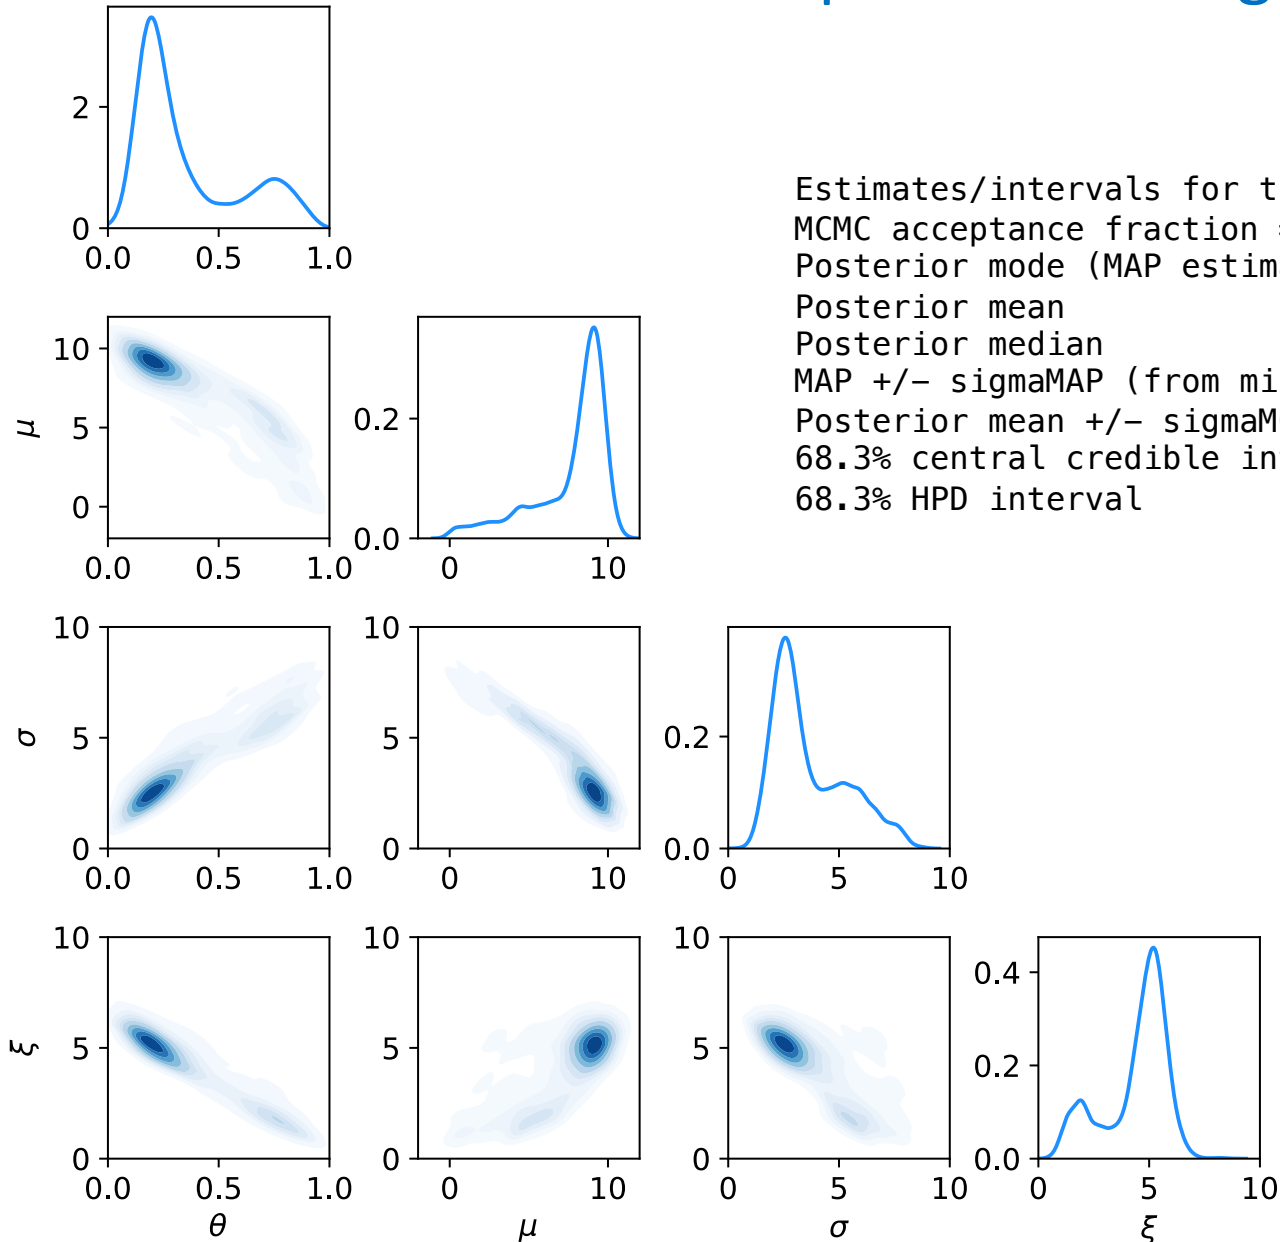 2
0
0.0 0.5 1.0
Estimates/intervals for t
MCMC acceptance fraction
Posterior mode (MAP estim
Posterior mean
Posterior median
MAP +/- sigmaMAP (from mi
Posterior mean +/- sigmaM
68.3% central credible in
68.3% HPD interval
μ
10
5
0
0.0 0.5 1.0
0.2
0.0
0 10
σ
10
5
0
0.0 0.5 1.0
10
5
0
0 10
0.2
0.0
0 5 10
ξ
10
5
0
0.0 0.5 1.0
θ
10
5
0
0 10
μ
10
5
0
0 5 10
σ
0.4
0.2
0.0
0 5 10
ξ